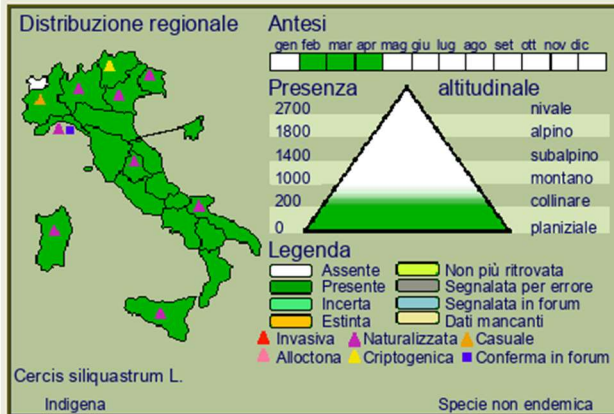 Distribuzione regionale
Antesi
gen feb mar apr mag giu lug ago set ott nov dic
Presenza altitudinale
2700 nivale
1800 alpino
1400 subalpino
1000 montano
200 collinare
0 planiziale
Legenda
Assente Non più ritrovata
Presente Segnalata per errore
Incerta Segnalata in forum
Estinta Dati mancanti
Invasiva Naturalizzata Casuale
Alloctona Criptogenica Conferma in forum
Cercis siliquastrum L.
Indigena Specie non endemica